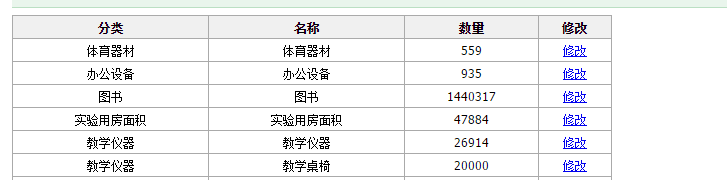 分类 名称 数量 修改
体育器材 体育器材 559 修改
办公设备 办公设备 935 修改
图书 图书 1440317 修改
实验用房面积 实验用房面积 47884 修改
教学仪器 教学仪器 26914 修改
教学仪器 教学桌椅 20000 修改